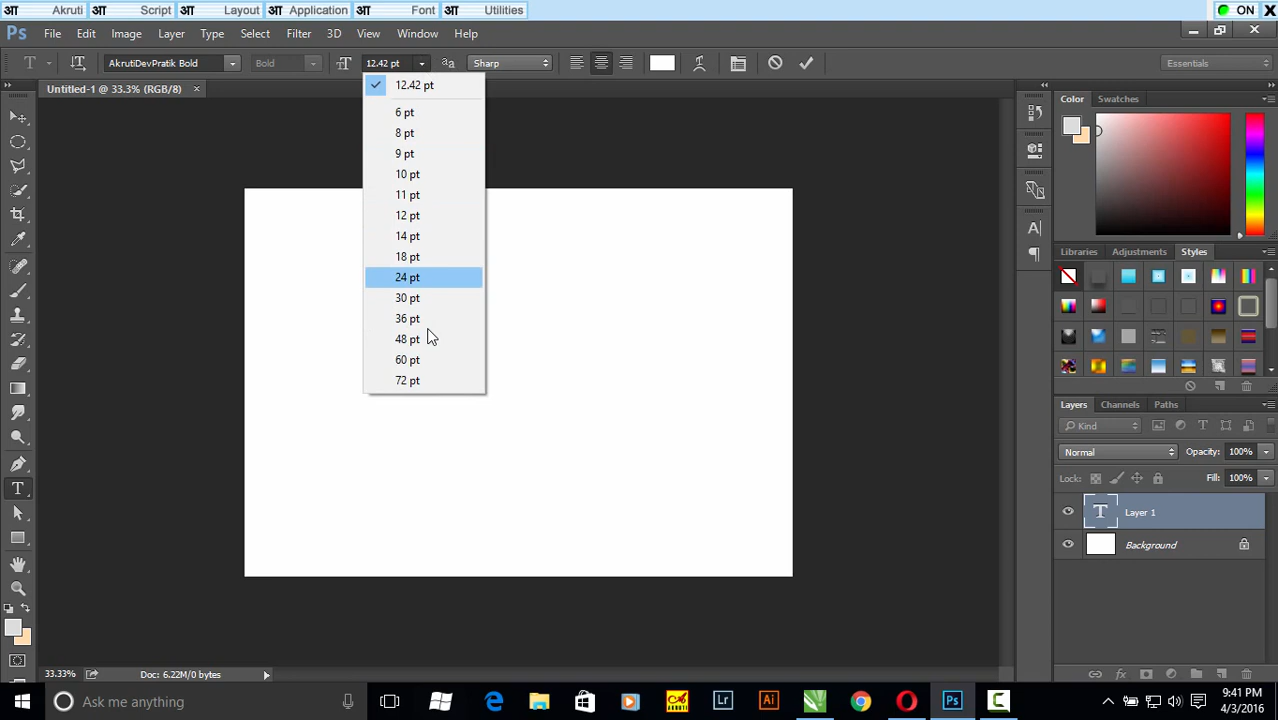 आ Akruti आ Script आ Layout आ Application आ Font आ Utilities ON X
Ps File Edit Image Layer Type Select Filter 3D View Window Help
T AkrutiDevPratik Bold Bold 12.42 pt Sharp Essentials
Untitled-1 @ 33.3% (RGB/8) ×
12.42 pt
6 pt
8 pt
9 pt
10 pt
11 pt
12 pt
14 pt
18 pt
24 pt
30 pt
36 pt
48 pt
60 pt
72 pt
Color Swatches
Libraries Adjustments Styles
Layers Channels Paths
Kind
Normal Opacity: 100%
Lock: Fill: 100%
T Layer 1
Background
33.33% Doc: 6.22M/0 bytes
Ask me anything
Lr Ai Ps
9:41 PM
4/3/2016